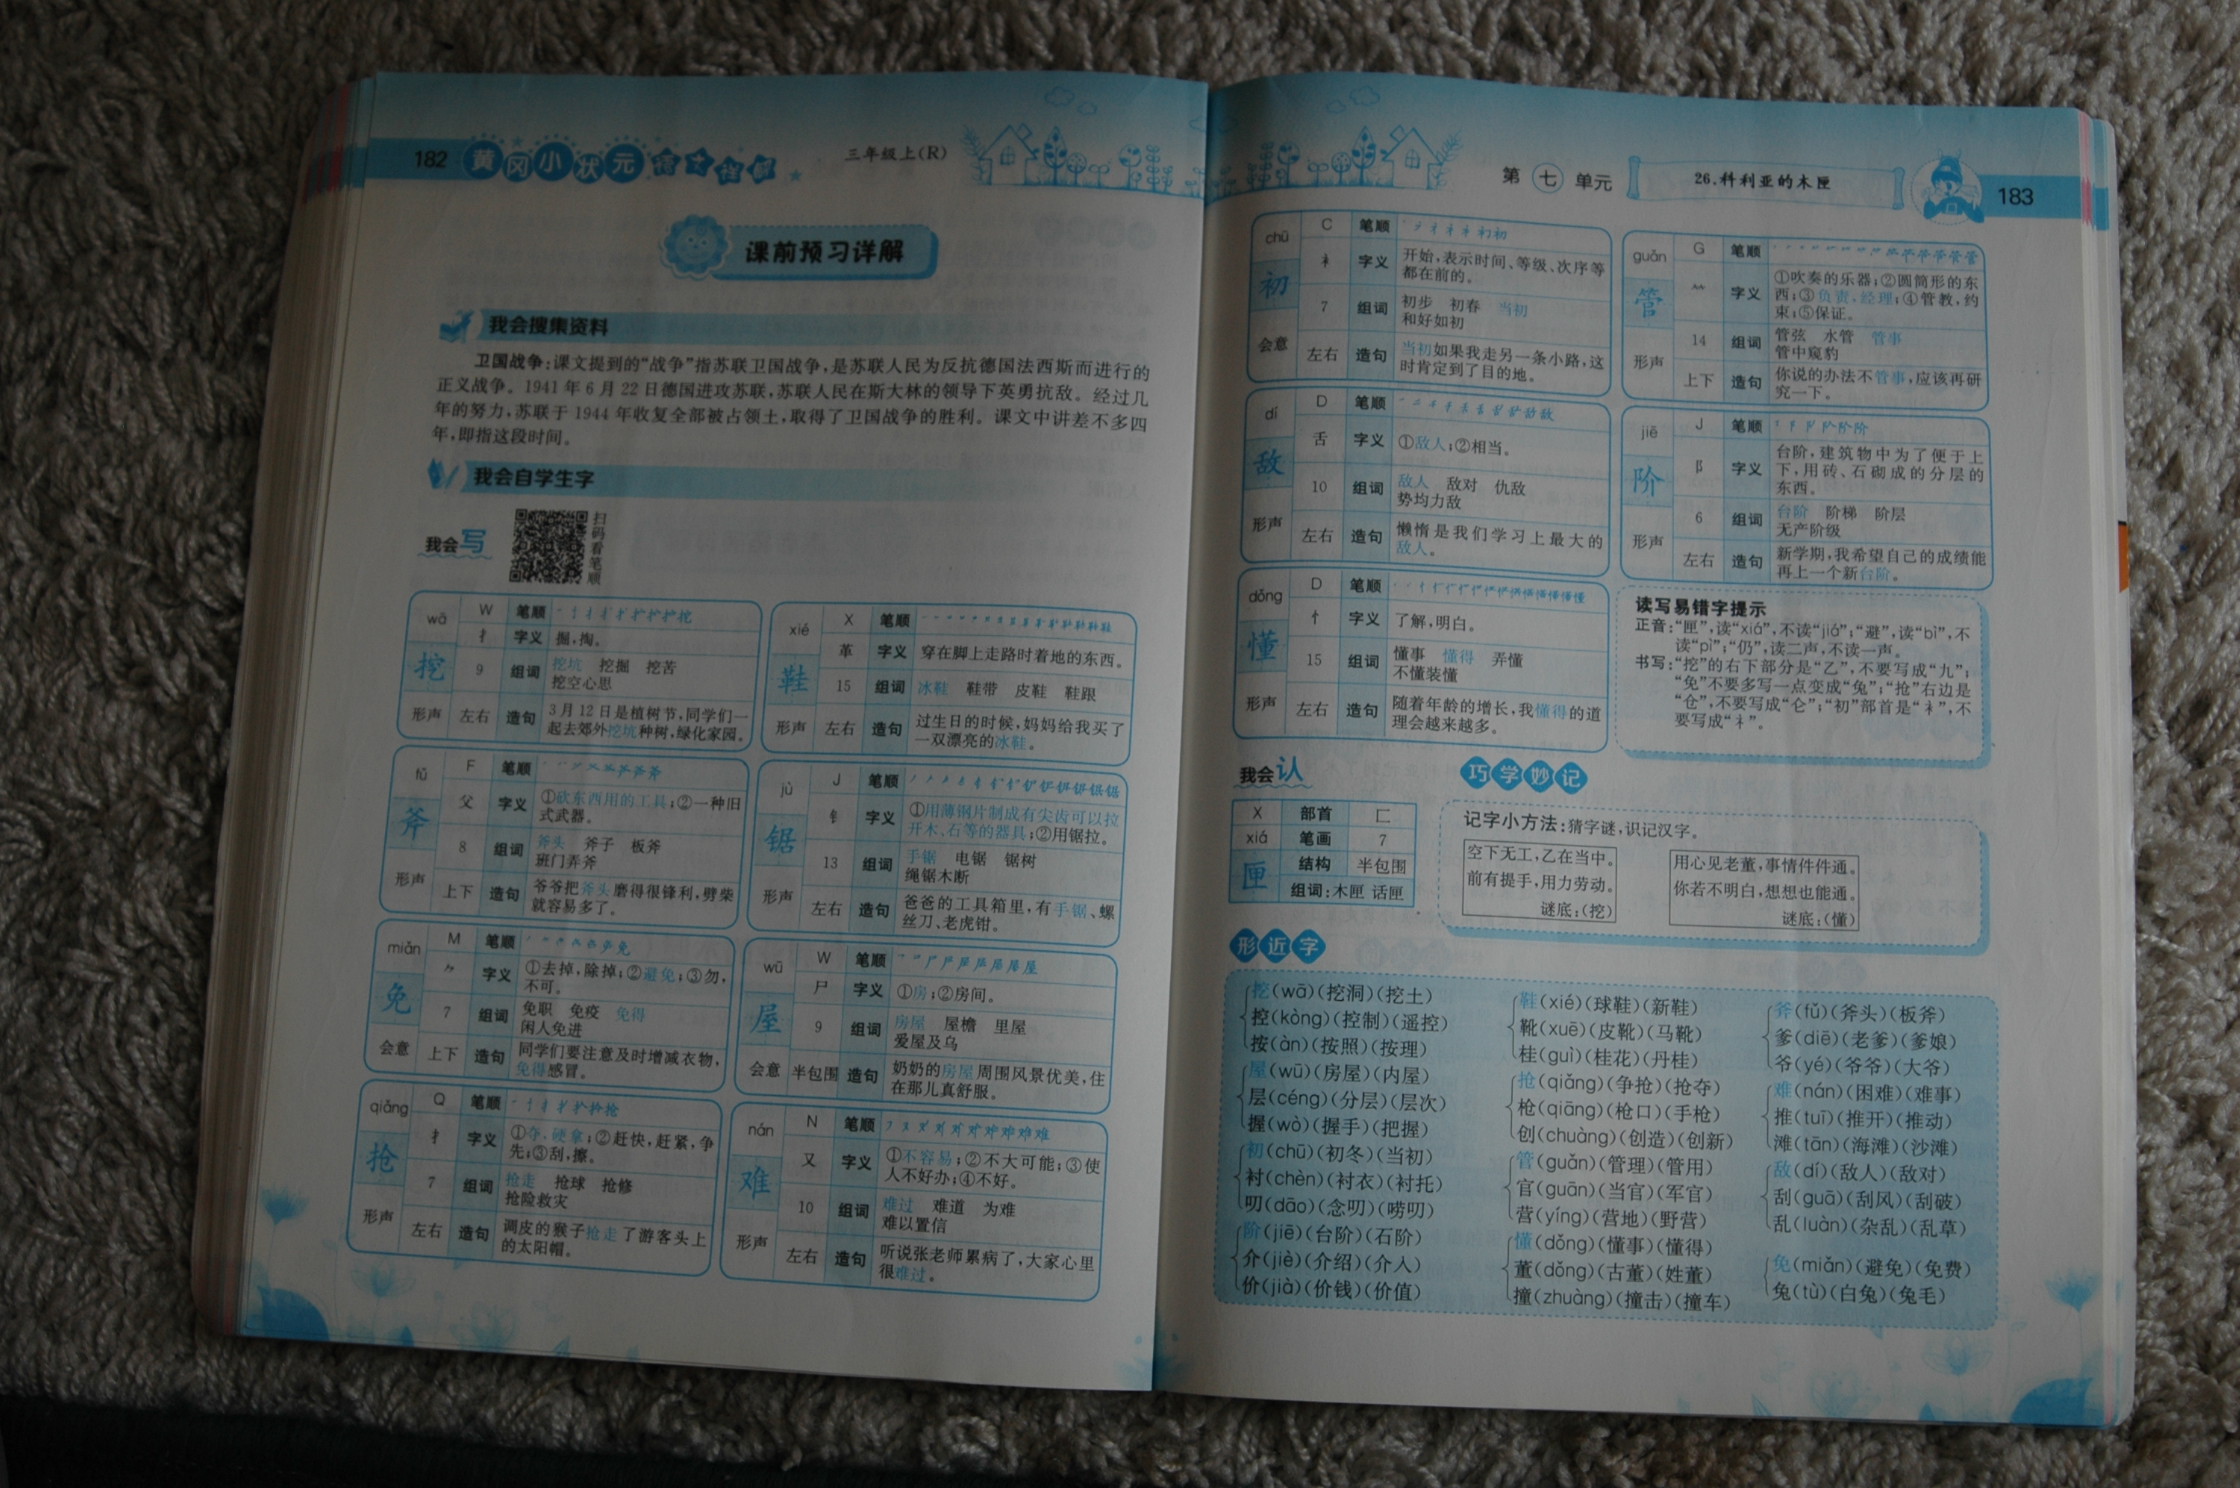 182 黄冈小状元 语文详解 三年级上(R)
课前预习详解
我会搜集资料
卫国战争:课文提到的“战争”指苏联卫国战争,是苏联人民为反抗德国法西斯而进行的
正义战争。1941年6月22日德国进攻苏联,苏联人民在斯大林的领导下英勇抗敌。经过几
年的努力,苏联于1944年收复全部被占领土,取得了卫国战争的胜利。课文中讲差不多四
年,即指这段时间。
我会自学生字
我会写
扫码看笔顺
wā W 笔顺
挖 扌 字义 掘,掏。
9 组词 挖坑 挖掘 挖苦
挖空心思
形声 左右 造句 3月12日是植树节,同学们一
起去郊外挖坑种树,绿化家园。
xié X 笔顺
鞋 革 字义 穿在脚上走路时着地的东西。
15 组词 冰鞋 鞋带 皮鞋 鞋跟
形声 左右 造句 过生日的时候,妈妈给我买了
一双漂亮的冰鞋。
fǔ F 笔顺
斧 父 字义 ①砍东西用的工具;②一种旧
式武器。
8 组词 斧头 斧子 板斧
班门弄斧
形声 上下 造句 爷爷把斧头磨得很锋利,劈柴
就容易多了。
jù J 笔顺
锯 钅 字义 ①用薄钢片制成有尖齿可以拉
开木、石等的器具;②用锯拉。
13 组词 手锯 电锯 锯树
绳锯木断
形声 左右 造句 爸爸的工具箱里,有手锯、螺
丝刀、老虎钳。
miǎn M 笔顺
免 ⺈ 字义 ①去掉,除掉;②避免;③勿,
不可。
7 组词 免职 免疫 免得
闲人免进
会意 上下 造句 同学们要注意及时增减衣物,
免得感冒。
wū W 笔顺
屋 尸 字义 ①房;②房间。
9 组词 房屋 屋檐 里屋
爱屋及乌
会意 半包围 造句 奶奶的房屋周围风景优美,住
在那儿真舒服。
qiǎng Q 笔顺
抢 扌 字义 ①夺,硬拿;②赶快,赶紧,争
先;③刮,擦。
7 组词 抢走 抢球 抢修
抢险救灾
形声 左右 造句 调皮的猴子抢走了游客头上
的太阳帽。
nán N 笔顺
难 又 字义 ①不容易;②不大可能;③使
人不好办;④不好。
10 组词 难过 难道 为难
难以置信
形声 左右 造句 听说张老师累病了,大家心里
很难过。
第七单元 26.科利亚的木匣 183
chū C 笔顺
初 衤 字义 开始,表示时间、等级、次序等
都在前的。
7 组词 初步 初春 当初
和好如初
会意 左右 造句 当初如果我走另一条小路,这
时肯定到了目的地。
guǎn G 笔顺
管 ⺮ 字义 ①吹奏的乐器;②圆筒形的东
西;③负责,经理;④管教,约
束;⑤保证。
14 组词 管弦 水管 管事
管中窥豹
形声 上下 造句 你说的办法不管事,应该再研
究一下。
dí D 笔顺
敌 舌 字义 ①敌人;②相当。
10 组词 敌人 敌对 仇敌
势均力敌
形声 左右 造句 懒惰是我们学习上最大的
敌人。
jiē J 笔顺
阶 阝 字义 台阶,建筑物中为了便于上
下,用砖、石砌成的分层的
东西。
6 组词 台阶 阶梯 阶层
无产阶级
形声 左右 造句 新学期,我希望自己的成绩能
再上一个新台阶。
dǒng D 笔顺
懂 忄 字义 了解,明白。
15 组词 懂事 懂得 弄懂
不懂装懂
形声 左右 造句 随着年龄的增长,我懂得的道
理会越来越多。
读写易错字提示
正音:“匣”,读“xiá”,不读“jiǎ”;“避”,读“bì”,不
读“pì”;“仍”,读二声,不读一声。
书写:“挖”的右下部分是“乙”,不要写成“九”;
“免”不要多写一点变成“兔”;“抢”右边是
“仓”,不要写成“仑”;“初”部首是“衤”,不
要写成“礻”。
我会认
X 部首 匚
xiá 笔画 7
匣 结构 半包围
组词:木匣 话匣
巧学妙记
记字小方法:猜字谜,识记汉字。
空下无工,乙在当中。
前有提手,用力劳动。
谜底:(挖)
用心见老董,事情件件通。
你若不明白,想想也能通。
谜底:(懂)
形近字
挖(wā)(挖洞)(挖土)
控(kòng)(控制)(遥控)
按(àn)(按照)(按理)
屋(wū)(房屋)(内屋)
层(céng)(分层)(层次)
握(wò)(握手)(把握)
初(chū)(初冬)(当初)
衬(chèn)(衬衣)(衬托)
叨(dāo)(念叨)(唠叨)
阶(jiē)(台阶)(石阶)
介(jiè)(介绍)(介入)
价(jià)(价钱)(价值)
鞋(xié)(球鞋)(新鞋)
靴(xuē)(皮靴)(马靴)
桂(guì)(桂花)(丹桂)
抢(qiǎng)(争抢)(抢夺)
枪(qiāng)(枪口)(手枪)
创(chuàng)(创造)(创新)
管(guǎn)(管理)(管用)
官(guān)(当官)(军官)
营(yíng)(营地)(野营)
懂(dǒng)(懂事)(懂得)
董(dǒng)(古董)(姓董)
撞(zhuàng)(撞击)(撞车)
斧(fǔ)(斧头)(板斧)
爹(diē)(老爹)(爹娘)
爷(yé)(爷爷)(大爷)
难(nán)(困难)(难事)
推(tuī)(推开)(推动)
滩(tān)(海滩)(沙滩)
敌(dí)(敌人)(敌对)
刮(guā)(刮风)(刮破)
乱(luàn)(杂乱)(乱草)
免(miǎn)(避免)(免费)
兔(tù)(白兔)(兔毛)